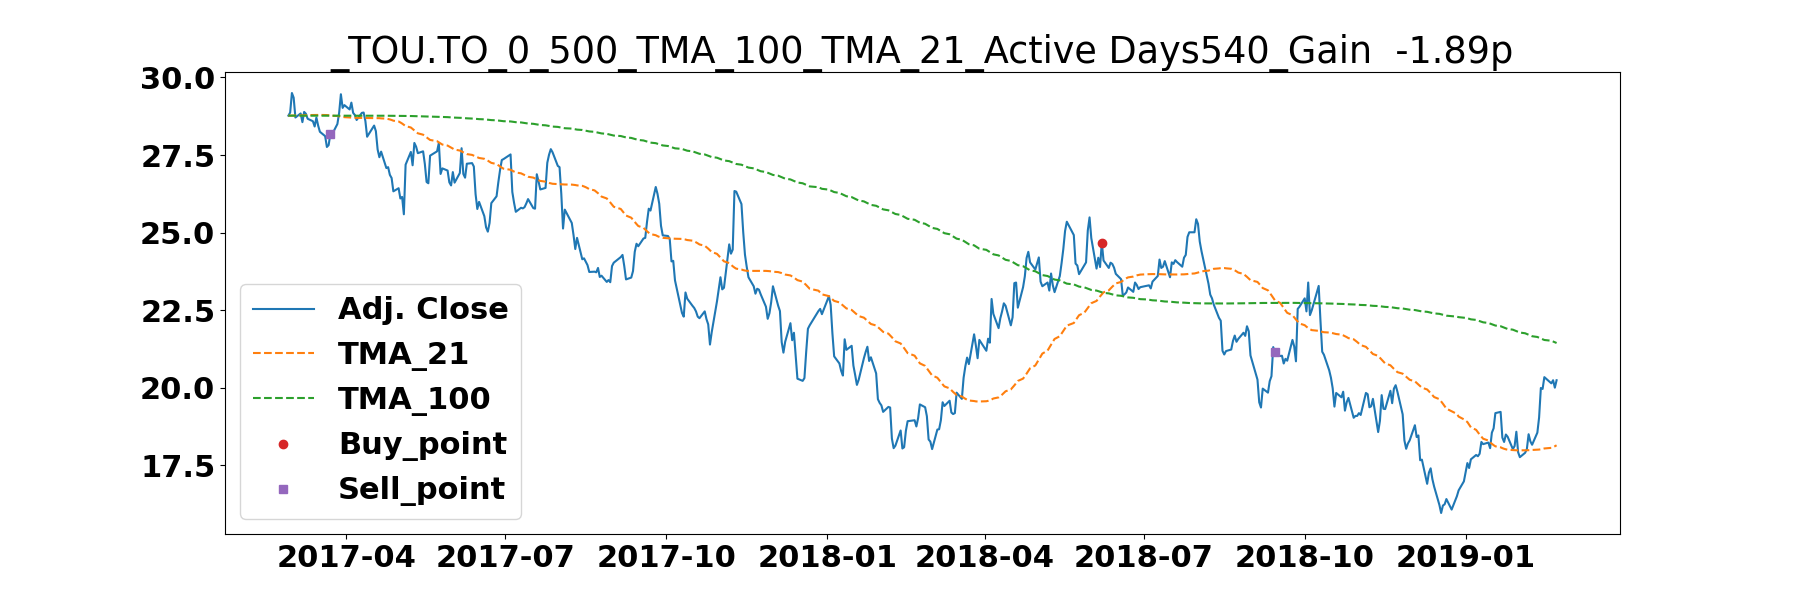 _TOU.TO_0_500_TMA_100_TMA_21_Active Days540_Gain  -1.89p
30.0
27.5
25.0
22.5
20.0
17.5
Adj. Close
TMA_21
TMA_100
Buy_point
Sell_point
2017-04 2017-07 2017-10 2018-01 2018-04 2018-07 2018-10 2019-01